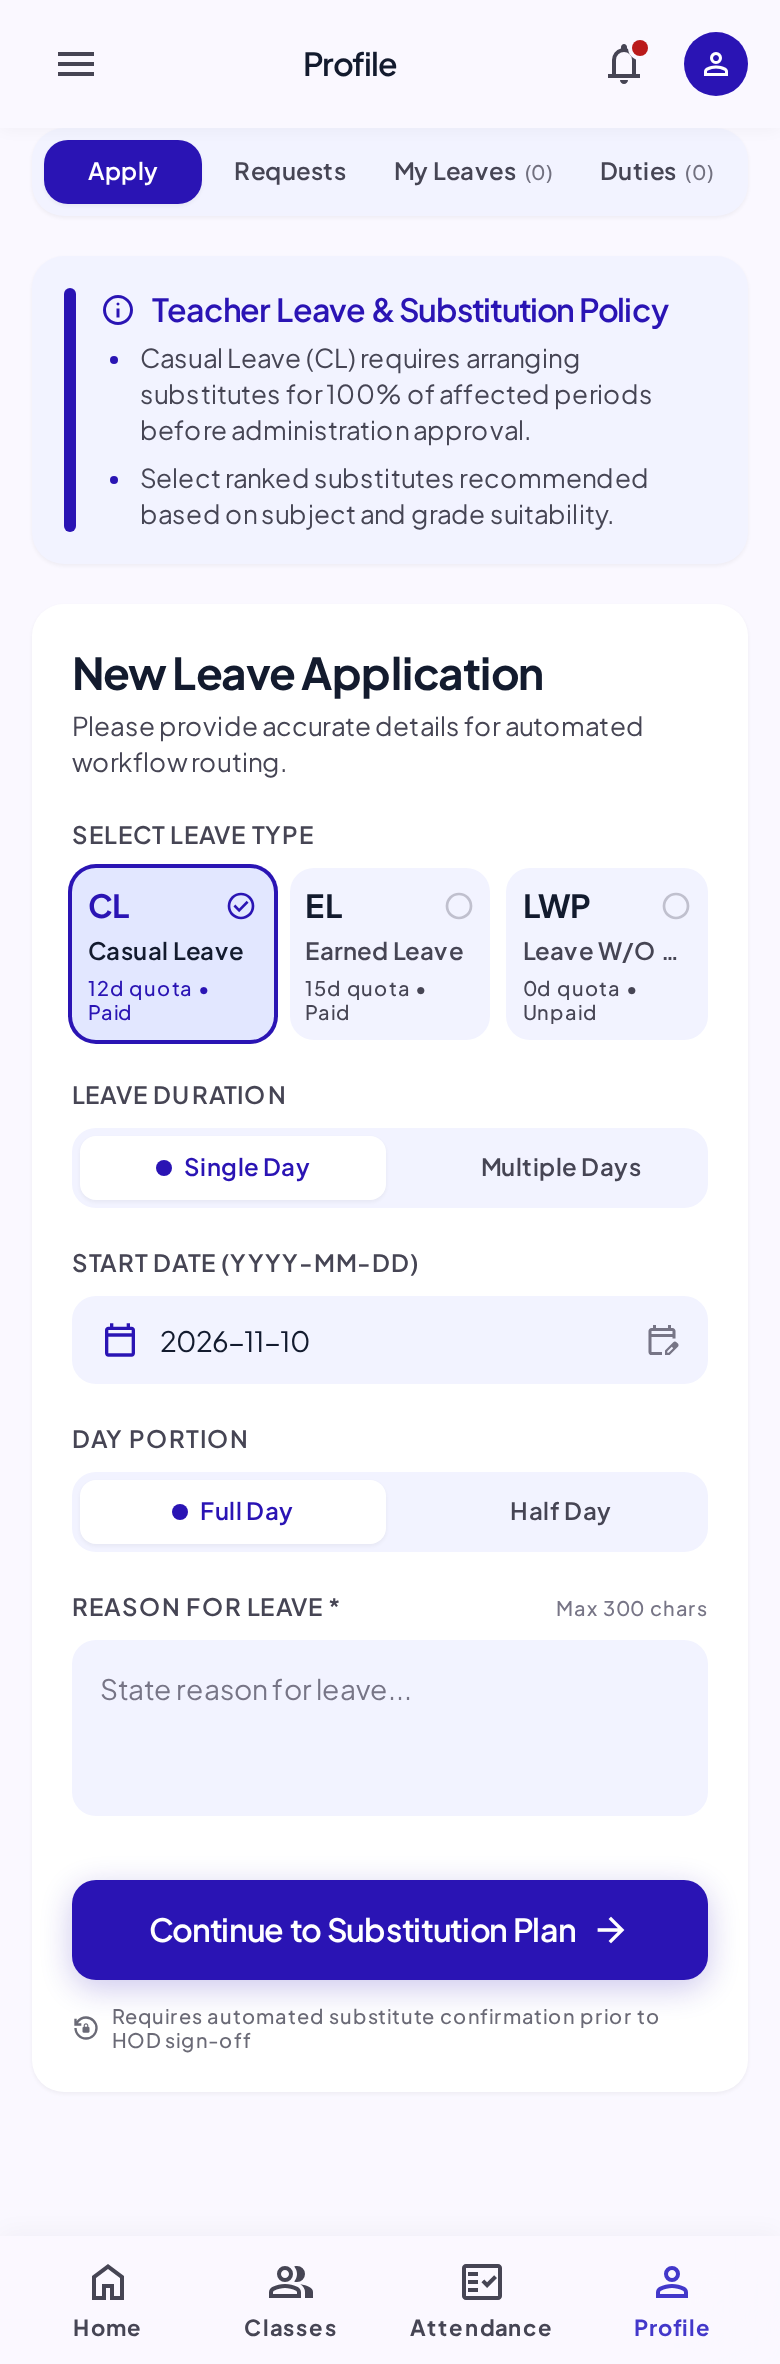 Profile
Apply Requests My Leaves (0) Duties (0)
Teacher Leave & Substitution Policy
• Casual Leave (CL) requires arranging
substitutes for 100% of affected periods
before administration approval.
• Select ranked substitutes recommended
based on subject and grade suitability.
New Leave Application
Please provide accurate details for automated
workflow routing.
SELECT LEAVE TYPE
CL
Casual Leave
12d quota •
Paid
EL
Earned Leave
15d quota •
Paid
LWP
Leave W/O ...
0d quota •
Unpaid
LEAVE DURATION
Single Day Multiple Days
START DATE (YYYY-MM-DD)
2026-11-10
DAY PORTION
Full Day Half Day
REASON FOR LEAVE * Max 300 chars
State reason for leave...
Continue to Substitution Plan →
Requires automated substitute confirmation prior to
HOD sign-off
Home Classes Attendance Profile